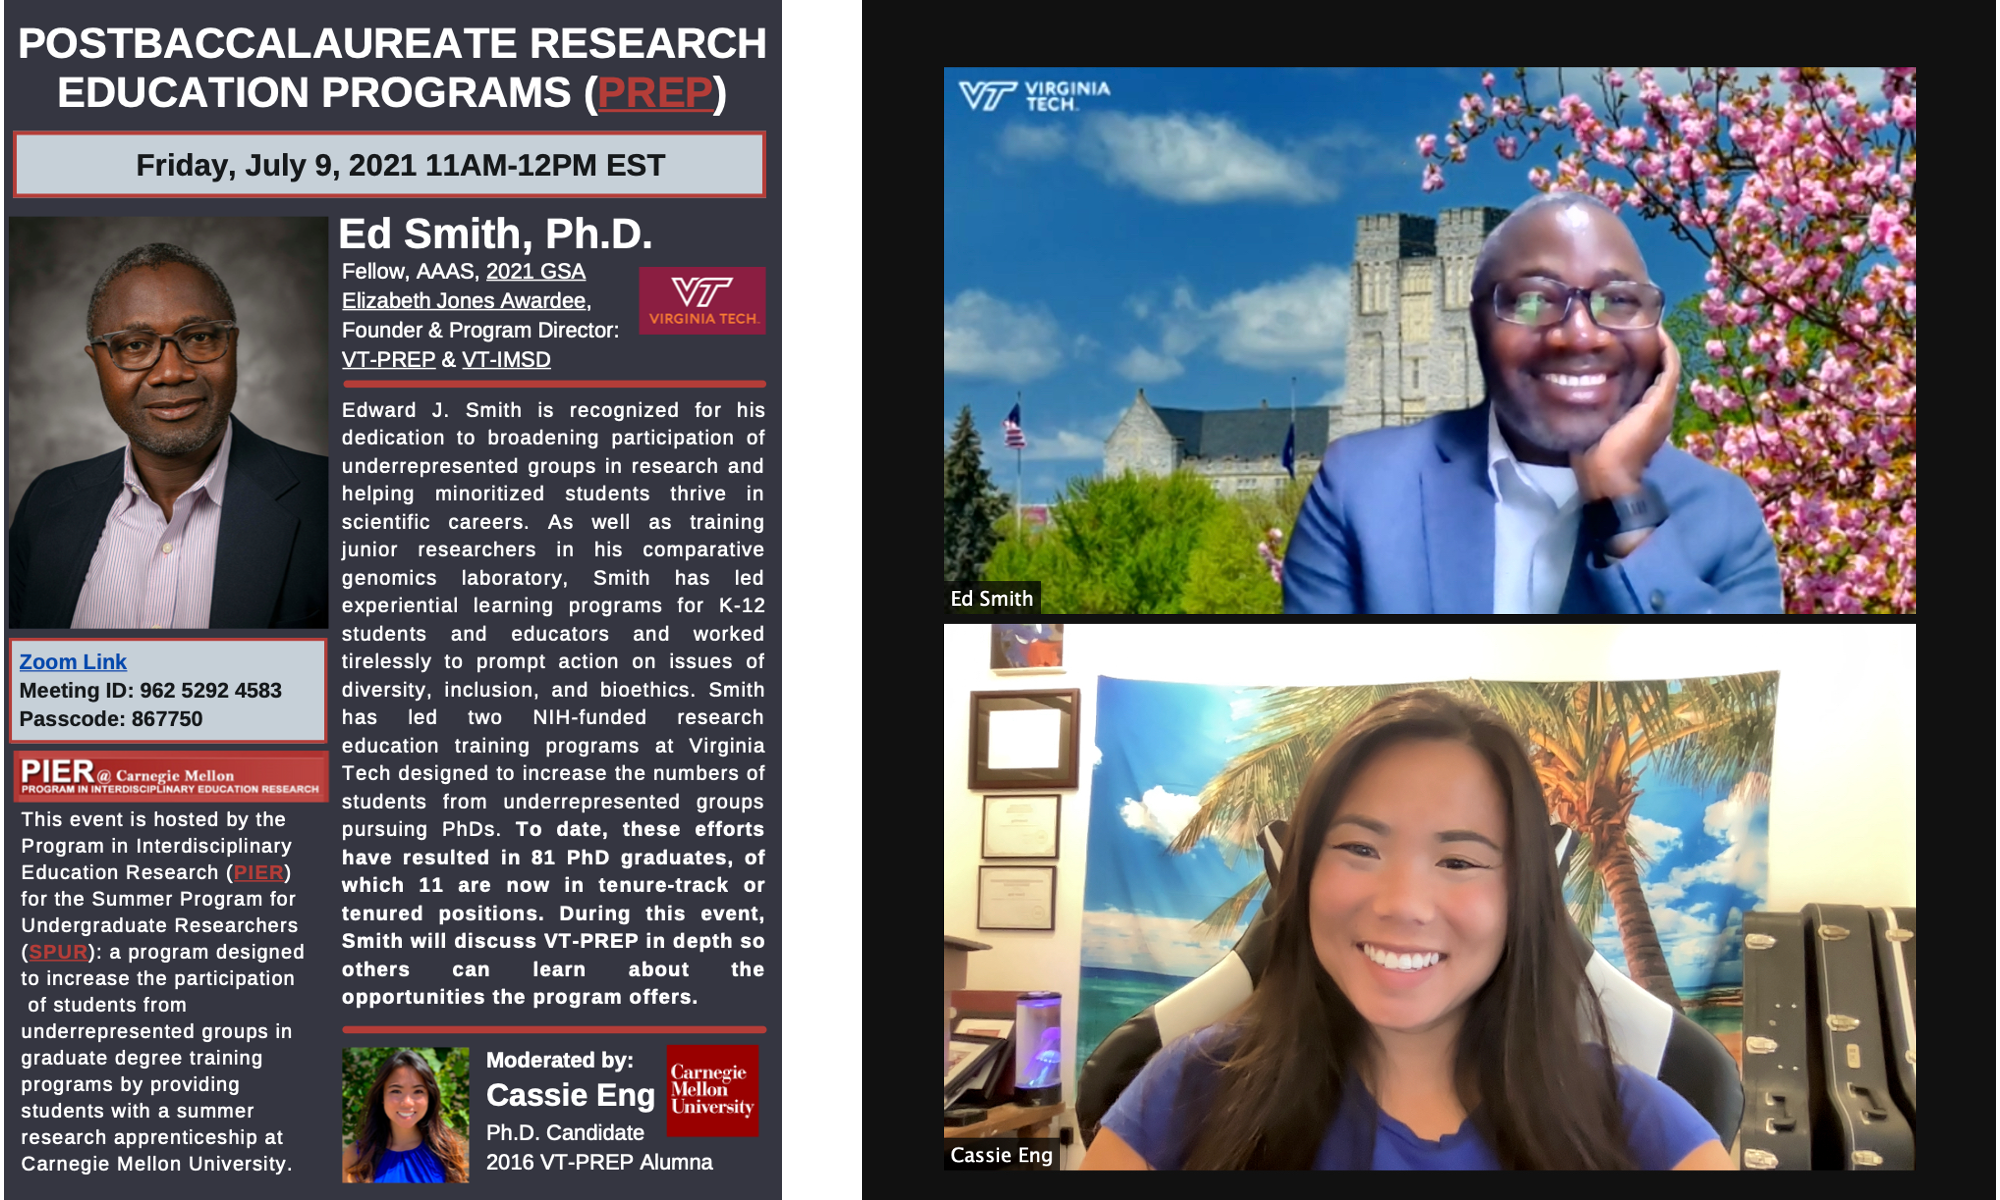 POSTBACCALAUREATE RESEARCH
EDUCATION PROGRAMS (PREP)
Friday, July 9, 2021 11AM-12PM EST
Ed Smith, Ph.D.
Fellow, AAAS, 2021 GSA
Elizabeth Jones Awardee,
Founder & Program Director:
VT-PREP & VT-IMSD
VT
VIRGINIA TECH.
Edward J. Smith is recognized for his
dedication to broadening participation of
underrepresented groups in research and
helping minoritized students thrive in
scientific careers. As well as training
junior researchers in his comparative
genomics laboratory, Smith has led
experiential learning programs for K-12
students and educators and worked
tirelessly to prompt action on issues of
diversity, inclusion, and bioethics. Smith
has led two NIH-funded research
education training programs at Virginia
Tech designed to increase the numbers of
students from underrepresented groups
pursuing PhDs. To date, these efforts
have resulted in 81 PhD graduates, of
which 11 are now in tenure-track or
tenured positions. During this event,
Smith will discuss VT-PREP in depth so
others can learn about the
opportunities the program offers.
Zoom Link
Meeting ID: 962 5292 4583
Passcode: 867750
PIER@ Carnegie Mellon
PROGRAM IN INTERDISCIPLINARY EDUCATION RESEARCH
This event is hosted by the
Program in Interdisciplinary
Education Research (PIER)
for the Summer Program for
Undergraduate Researchers
(SPUR): a program designed
to increase the participation
of students from
underrepresented groups in
graduate degree training
programs by providing
students with a summer
research apprenticeship at
Carnegie Mellon University.
Moderated by:
Cassie Eng
Ph.D. Candidate
2016 VT-PREP Alumna
Carnegie
Mellon
University
VT VIRGINIA
TECH.
Ed Smith
Cassie Eng